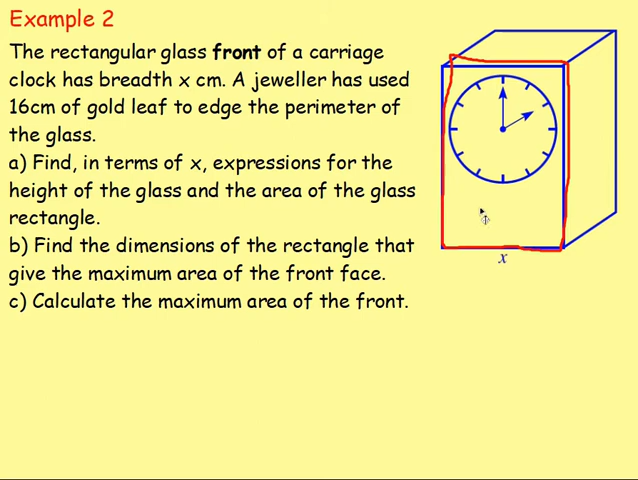 Example 2
The rectangular glass front of a carriage
clock has breadth x cm. A jeweller has used
16cm of gold leaf to edge the perimeter of
the glass.
a) Find, in terms of x, expressions for the
height of the glass and the area of the glass
rectangle.
b) Find the dimensions of the rectangle that
give the maximum area of the front face.
c) Calculate the maximum area of the front.
x